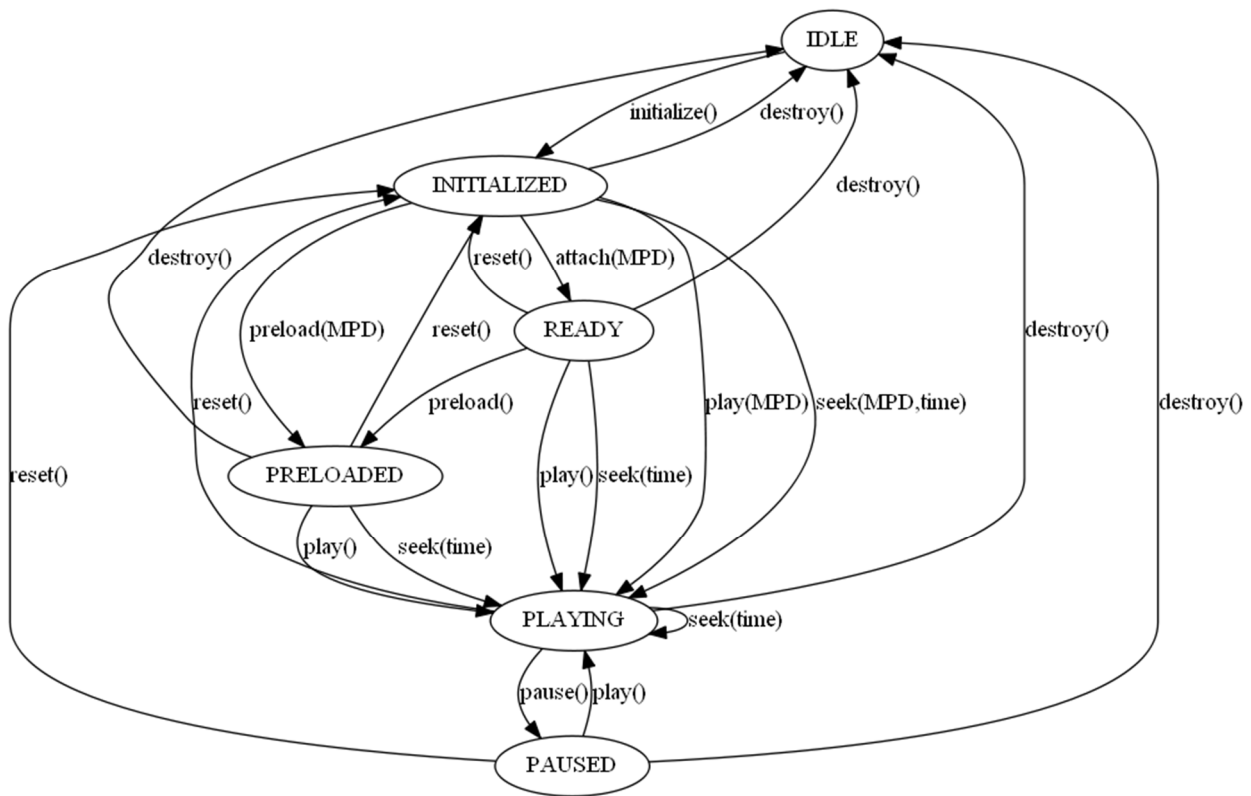 IDLE
initialize()
destroy()
destroy()
INITIALIZED
destroy()
reset()
attach(MPD)
preload(MPD)
reset()
READY
destroy()
reset()
preload()
play(MPD)
seek(MPD,time)
destroy()
reset()
PRELOADED
play()
seek(time)
play()
seek(time)
PLAYING
seek(time)
pause()
play()
PAUSED